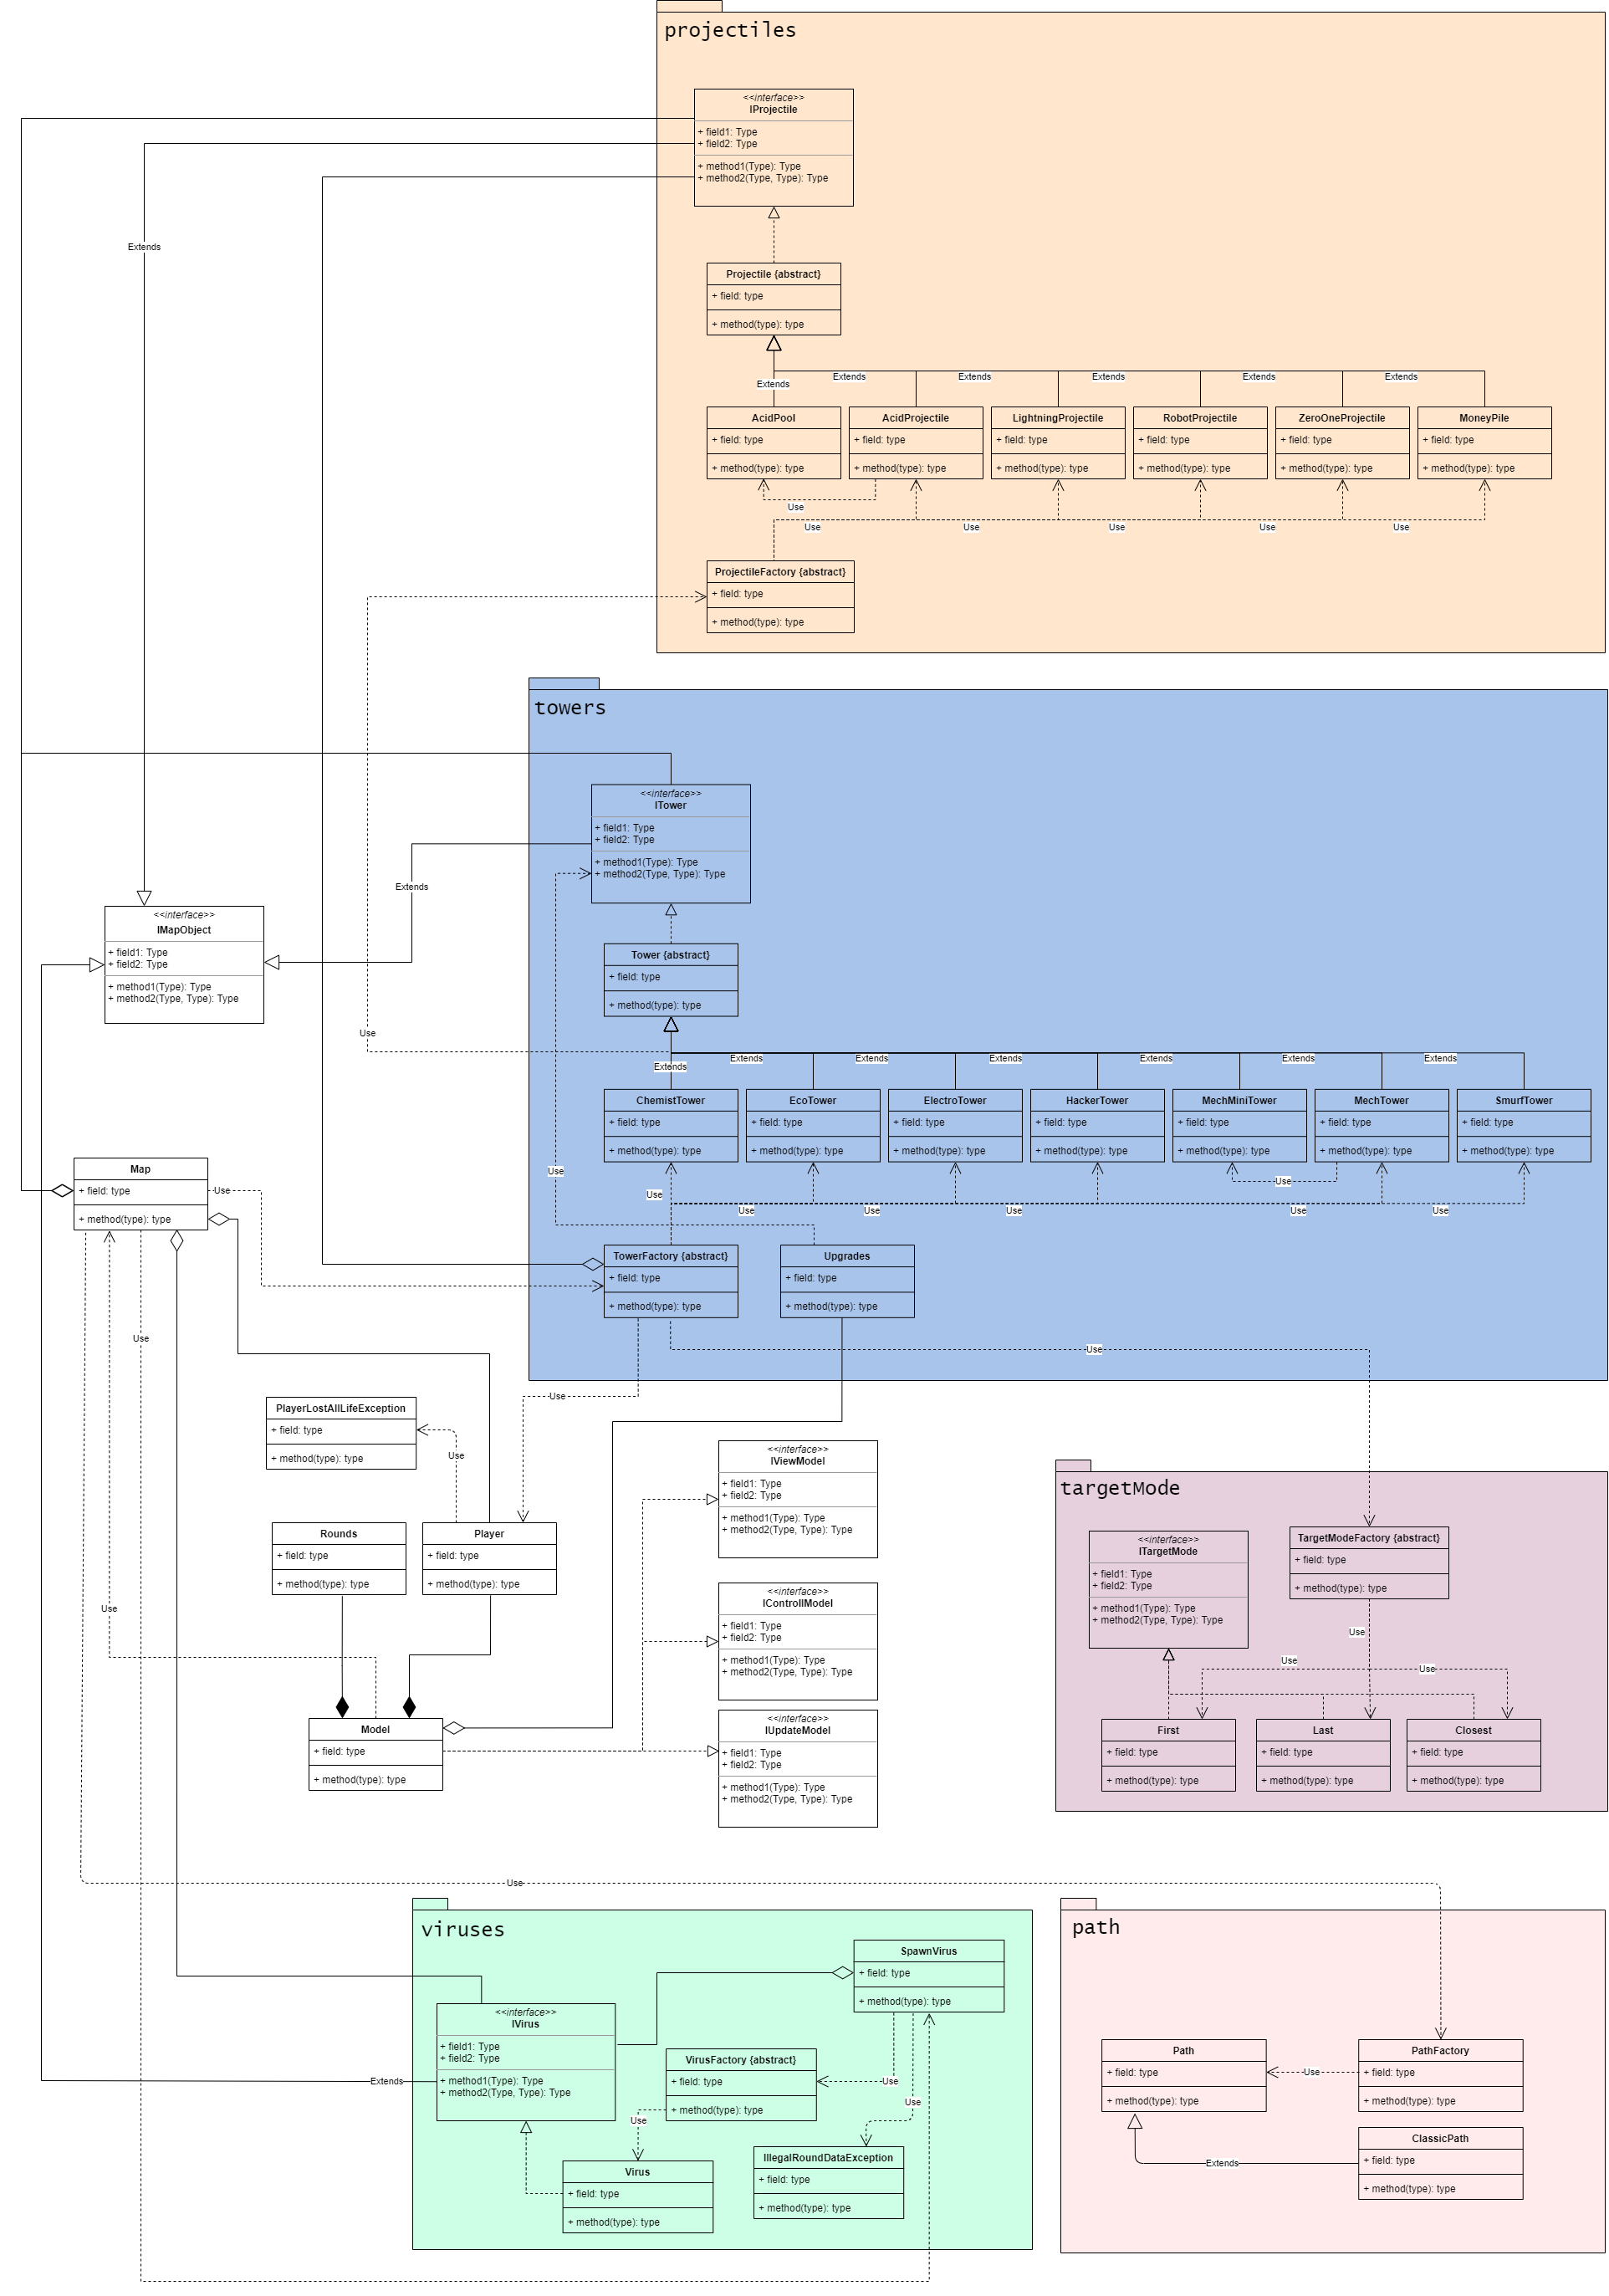 projectiles
<<interface>>
IProjectile
+ field1: Type
+ field2: Type
+ method1(Type): Type
+ method2(Type, Type): Type
Extends
Projectile {abstract}
+ field: type
+ method(type): type
Extends
Extends
Extends
Extends
Extends
Extends
AcidPool
+ field: type
+ method(type): type
AcidProjectile
+ field: type
+ method(type): type
LightningProjectile
+ field: type
+ method(type): type
RobotProjectile
+ field: type
+ method(type): type
ZeroOneProjectile
+ field: type
+ method(type): type
MoneyPile
+ field: type
+ method(type): type
Use
Use
Use
Use
Use
Use
ProjectileFactory {abstract}
+ field: type
+ method(type): type
towers
<<interface>>
ITower
+ field1: Type
+ field2: Type
+ method1(Type): Type
+ method2(Type, Type): Type
Extends
<<interface>>
IMapObject
+ field1: Type
+ field2: Type
+ method1(Type): Type
+ method2(Type, Type): Type
Tower {abstract}
+ field: type
+ method(type): type
Use
Extends
Extends
Extends
Extends
Extends
Extends
Extends
ChemistTower
+ field: type
+ method(type): type
EcoTower
+ field: type
+ method(type): type
ElectroTower
+ field: type
+ method(type): type
HackerTower
+ field: type
+ method(type): type
MechMiniTower
+ field: type
+ method(type): type
MechTower
+ field: type
+ method(type): type
SmurfTower
+ field: type
+ method(type): type
Map
+ field: type
+ method(type): type
Use
Use
Use
Use
Use
Use
Use
Use
Use
Use
TowerFactory {abstract}
+ field: type
+ method(type): type
Upgrades
+ field: type
+ method(type): type
Use
Use
Use
PlayerLostAllLifeException
+ field: type
+ method(type): type
Use
Rounds
+ field: type
+ method(type): type
Player
+ field: type
+ method(type): type
Use
<<interface>>
IViewModel
+ field1: Type
+ field2: Type
+ method1(Type): Type
+ method2(Type, Type): Type
<<interface>>
IControllModel
+ field1: Type
+ field2: Type
+ method1(Type): Type
+ method2(Type, Type): Type
<<interface>>
IUpdateModel
+ field1: Type
+ field2: Type
+ method1(Type): Type
+ method2(Type, Type): Type
Model
+ field: type
+ method(type): type
targetMode
<<interface>>
ITargetMode
+ field1: Type
+ field2: Type
+ method1(Type): Type
+ method2(Type, Type): Type
TargetModeFactory {abstract}
+ field: type
+ method(type): type
Use
Use
Use
First
+ field: type
+ method(type): type
Last
+ field: type
+ method(type): type
Closest
+ field: type
+ method(type): type
Use
viruses
SpawnVirus
+ field: type
+ method(type): type
<<interface>>
IVirus
+ field1: Type
+ field2: Type
+ method1(Type): Type
+ method2(Type, Type): Type
Extends
VirusFactory {abstract}
+ field: type
+ method(type): type
Use
Use
Use
Virus
+ field: type
+ method(type): type
IllegalRoundDataException
+ field: type
+ method(type): type
path
Path
+ field: type
+ method(type): type
Use
PathFactory
+ field: type
+ method(type): type
Extends
ClassicPath
+ field: type
+ method(type): type